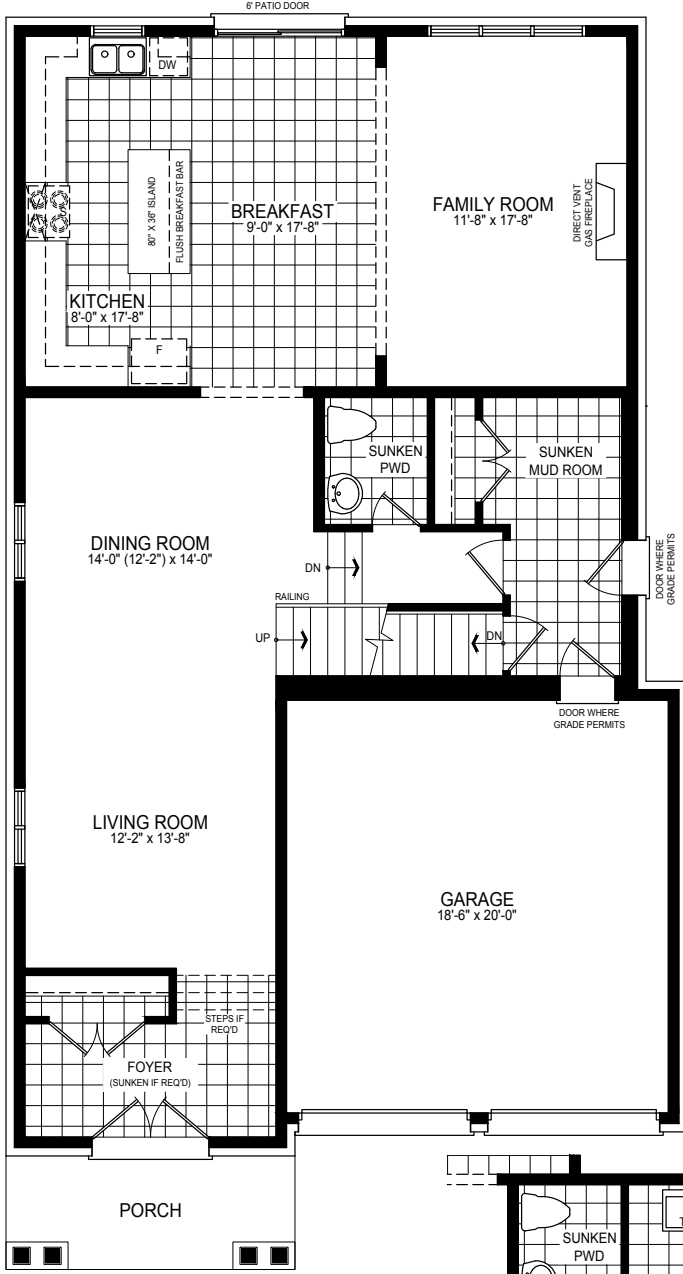 6' PATIO DOOR
DW
80" X 36" ISLAND
FLUSH BREAKFAST BAR
BREAKFAST
9'-0" x 17'-8"
FAMILY ROOM
11'-8" x 17'-8"
DIRECT VENT
GAS FIREPLACE
KITCHEN
8'-0" x 17'-8"
F
SUNKEN
PWD
SUNKEN
MUD ROOM
DINING ROOM
14'-0" (12'-2") x 14'-0"
DN
DOOR WHERE
GRADE PERMITS
RAILING
UP
DN
DOOR WHERE
GRADE PERMITS
LIVING ROOM
12'-2" x 13'-8"
GARAGE
18'-6" x 20'-0"
STEPS IF
REQ'D
FOYER
(SUNKEN IF REQ'D)
PORCH
SUNKEN
PWD